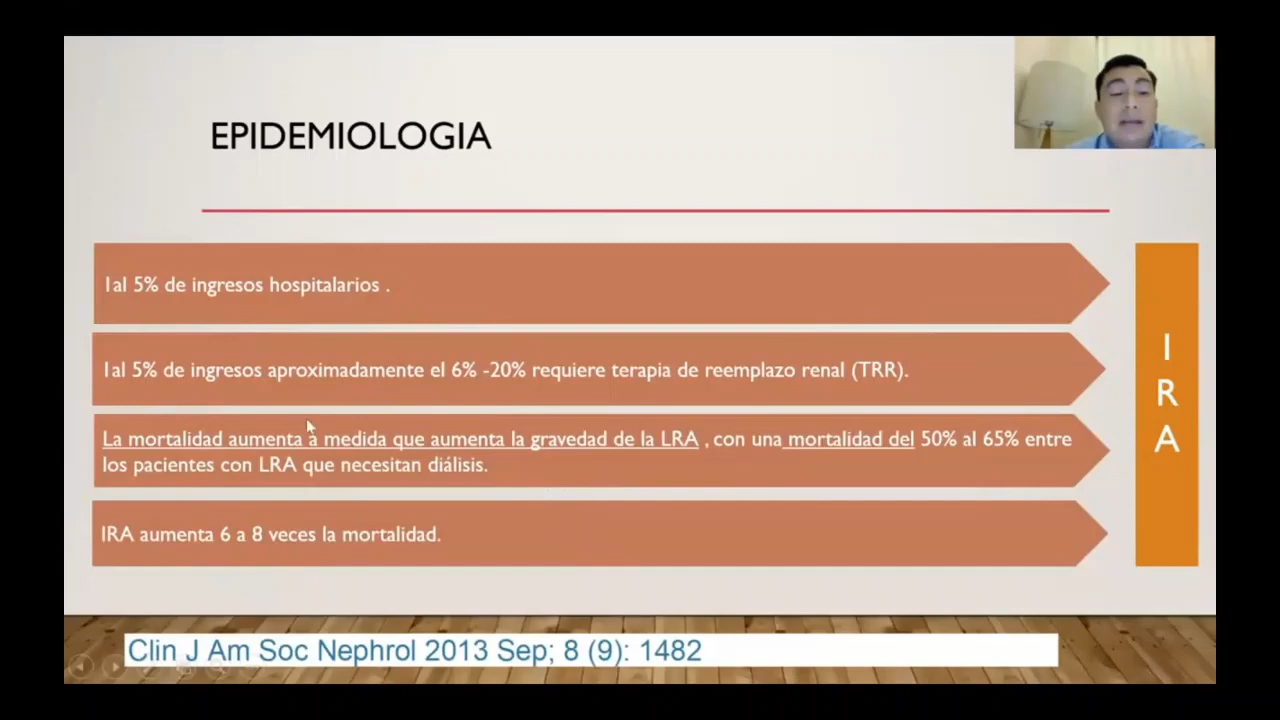 EPIDEMIOLOGIA
1al 5% de ingresos hospitalarios .
1al 5% de ingresos aproximadamente el 6% -20% requiere terapia de reemplazo renal (TRR).
La mortalidad aumenta a medida que aumenta la gravedad de la LRA , con una mortalidad del 50% al 65% entre
los pacientes con LRA que necesitan diálisis.
IRA aumenta 6 a 8 veces la mortalidad.
I
R
A
Clin J Am Soc Nephrol 2013 Sep; 8 (9): 1482